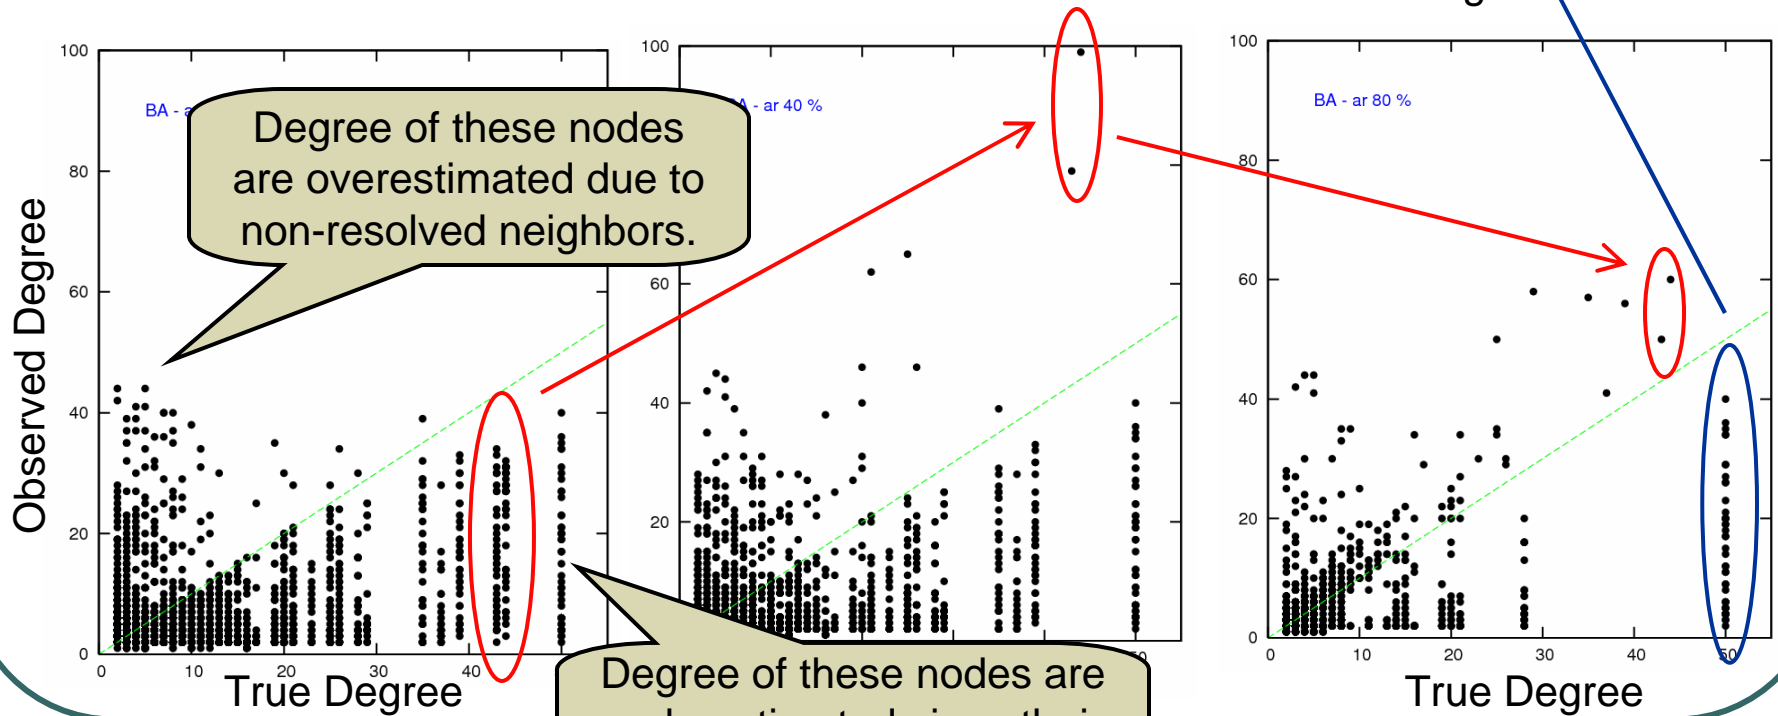 g
100
80
60
40
20
0
10
20
30
40
Observed Degree
True Degree
BA - a
Degree of these nodes
are overestimated due to
non-resolved neighbors.
100
60
40
20
- ar 40 %
Degree of these nodes are
100
80
60
40
20
0
0
10
20
30
40
50
BA - ar 80 %
True Degree